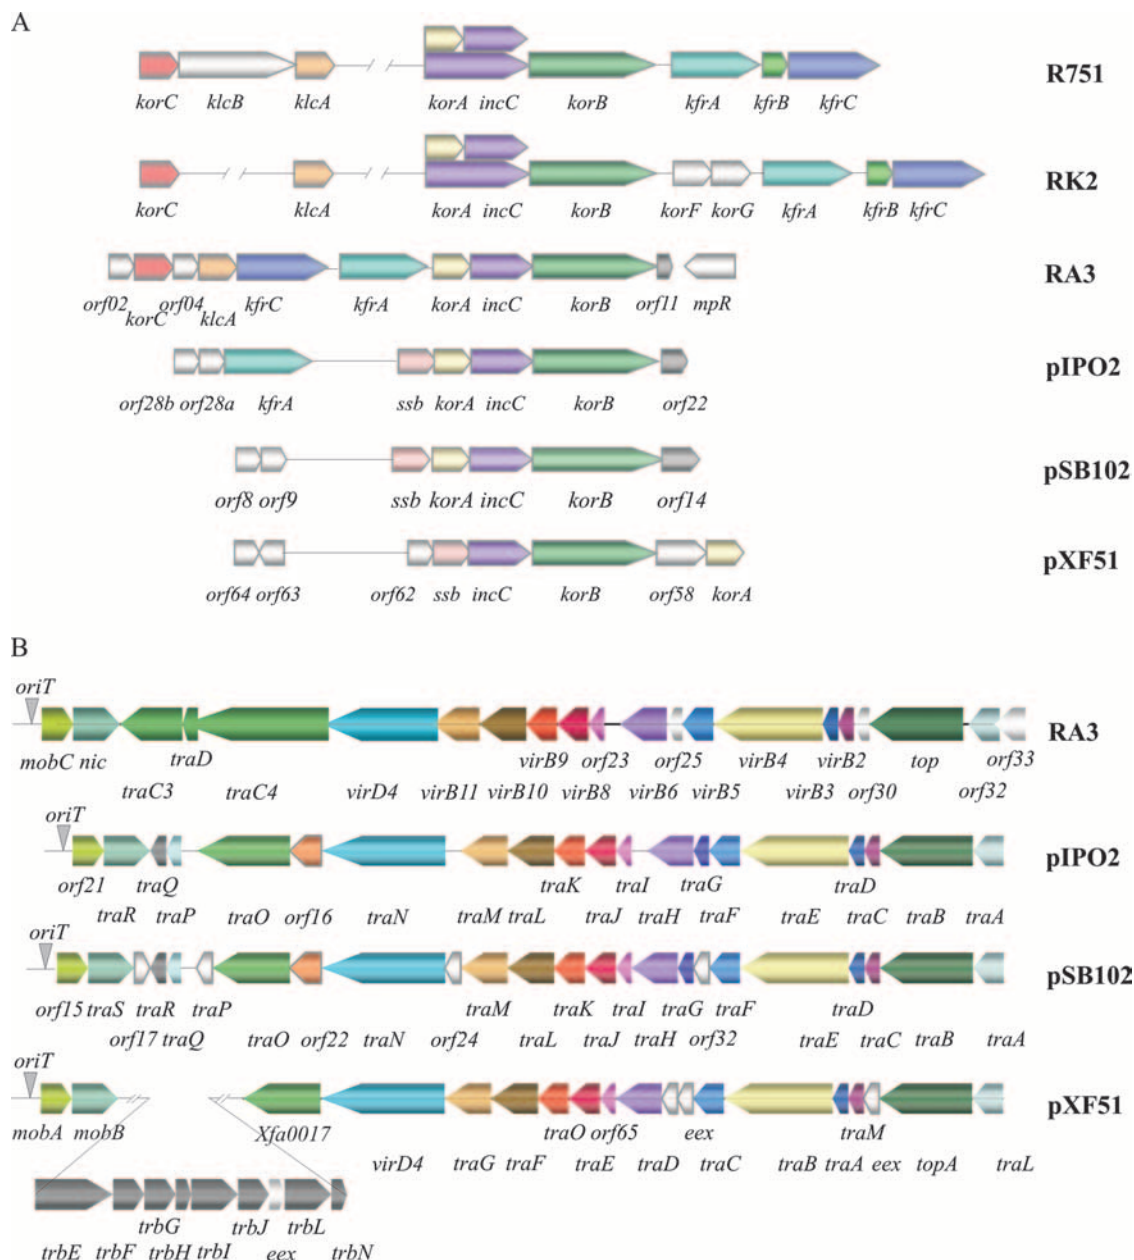 A
R751
korC klcB klcA korA incC korB kfrA kfrB kfrC
RK2
korC klcA korA incC korB korF korG kfrA kfrB kfrC
RA3
orf02 orf04 kfrC kfrA korA incC korB orf11 mpR
korC klcA
pIPO2
orf28b orf28a kfrA ssb korA incC korB orf22
pSB102
orf8 orf9 ssb korA incC korB orf14
pXF51
orf64 orf63 orf62 ssb incC korB orf58 korA
B
oriT
RA3
mobC nic traD virB9 orf23 orf25 virB4 virB2 top orf33
traC3 traC4 virD4 virB11 virB10 virB8 virB6 virB5 virB3 orf30 orf32
oriT
pIPO2
orf21 traQ traK traI traG traD
traR traP traO orf16 traN traM traL traJ traH traF traE traC traB traA
oriT
pSB102
orf15 traS traR traP traM traK traI traG traF traD
orf17 traQ traO orf22 traN orf24 traL traJ traH orf32 traE traC traB traA
oriT
pXF51
mobA mobB Xfa0017 traO orf65 eex traM
virD4 traG traF traE traD traC traB traA eex topA traL
trbG trbJ trbL
trbE trbF trbH trbI eex trbN